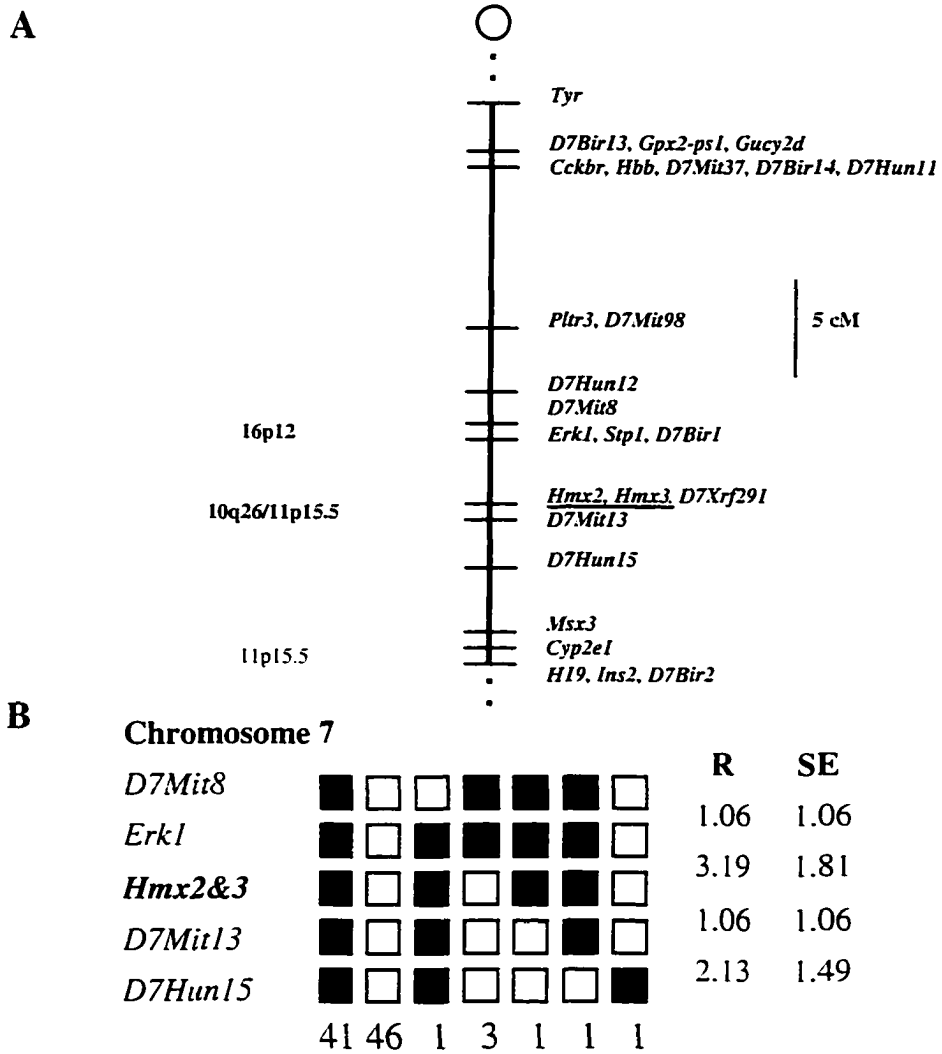 A
Tyr
D7Bir13, Gpx2-ps1, Gucy2d
Cckbr, Hbb, D7Mit37, D7Bir14, D7Hun11
Pltr3, D7Mit98
5 cM
D7Hun12
D7Mit8
16p12
Erk1, Stp1, D7Bir1
Hmx2, Hmx3, D7Xrf291
10q26/11p15.5
D7Mit13
D7Hun15
Msx3
Cyp2e1
11p15.5
H19, Ins2, D7Bir2
B
Chromosome 7
R SE
D7Mit8
1.06 1.06
Erk1
3.19 1.81
Hmx2&3
1.06 1.06
D7Mit13
2.13 1.49
D7Hun15
41 46 1 3 1 1 1